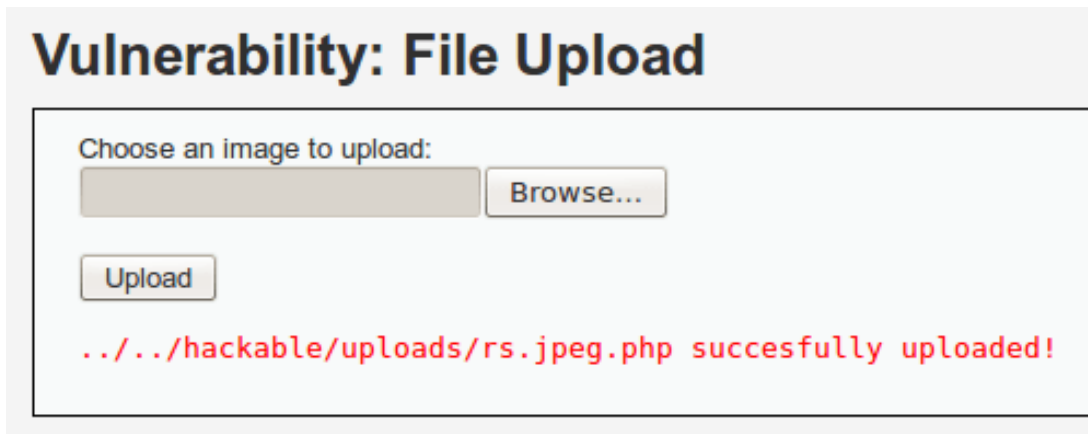 Vulnerability: File Upload
Choose an image to upload:
Browse...
Upload
../../hackable/uploads/rs.jpeg.php succesfully uploaded!